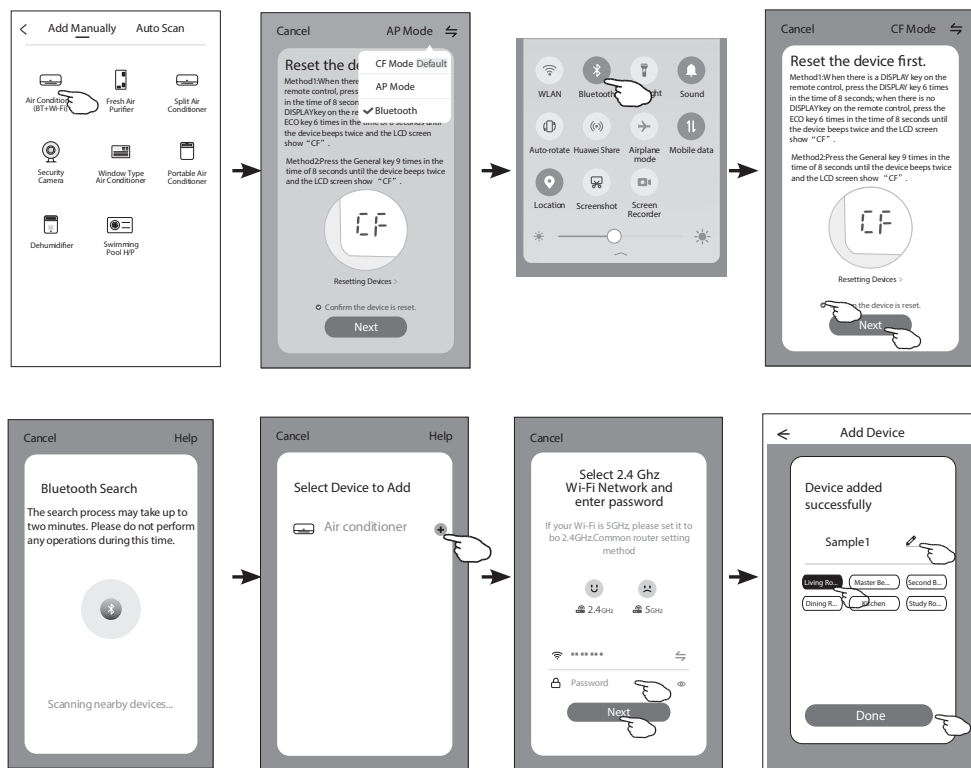 Add Manually Auto Scan
Air Condition
(BT+Wi-Fi)
Fresh Air
Purifier
Split Air
Conditioner
Security
Camera
Window Type
Air Conditioner
Portable Air
Conditioner
Dehumidifier
Swimming
Pool H/P
Cancel AP Mode
Reset the de
CF Mode Default
AP Mode
Bluetooth
Method1:When there
remote control, press
in the time of 8 secon
DISPLAYkey on the re
ECO key 6 times in the time of 8 seconds until
the device beeps twice and the LCD screen
show “CF”.
Method2:Press the General key 9 times in the
time of 8 seconds until the device beeps twice
and the LCD screen show “CF”.
CF
Resetting Devices >
Confirm the device is reset.
Next
WLAN Bluetooth ht Sound
Auto-rotate Huawei Share Airplane
mode Mobile data
Location Screenshot Screen
Recorder
Cancel CF Mode
Reset the device first.
Method1:When there is a DISPLAY key on the
remote control, press the DISPLAY key 6 times
in the time of 8 seconds; when there is no
DISPLAYkey on the remote control, press the
ECO key 6 times in the time of 8 seconds until
the device beeps twice and the LCD screen
show “CF”.
Method2:Press the General key 9 times in the
time of 8 seconds until the device beeps twice
and the LCD screen show “CF”.
CF
Resetting Devices >
the device is reset.
Next
Cancel Help
Bluetooth Search
The search process may take up to
two minutes. Please do not perform
any operations during this time.
Scanning nearby devices...
Cancel Help
Select Device to Add
Air conditioner
Cancel
Select 2.4 Ghz
Wi-Fi Network and
enter password
If your Wi-Fi is 5GHz, please set it to
bo 2.4GHz.Common router setting
method
2.4GHz 5GHz
** ** ***
Password
Next
Add Device
Device added
successfully
Sample1
Living Ro... Master Be... Second B...
Dining R... Kitchen Study Ro...
Done